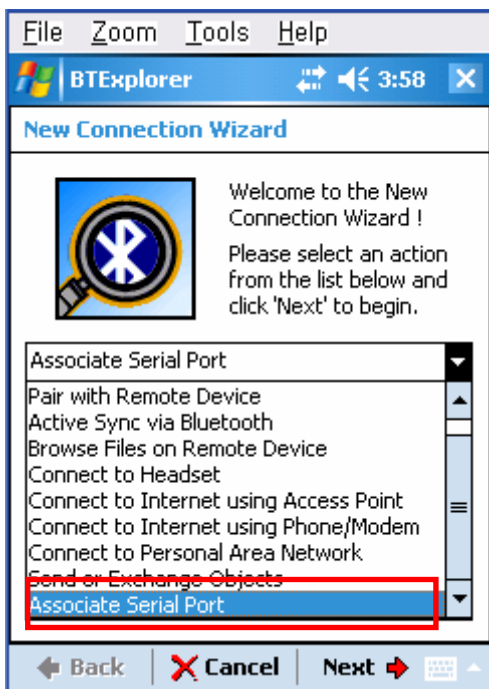 File Zoom Tools Help
BTExplorer 3:58
New Connection Wizard
Welcome to the New
Connection Wizard !
Please select an action
from the list below and
click 'Next' to begin.
Associate Serial Port
Pair with Remote Device
Active Sync via Bluetooth
Browse Files on Remote Device
Connect to Headset
Connect to Internet using Access Point
Connect to Internet using Phone/Modem
Connect to Personal Area Network
Send or Exchange Objects
Associate Serial Port
Back Cancel Next